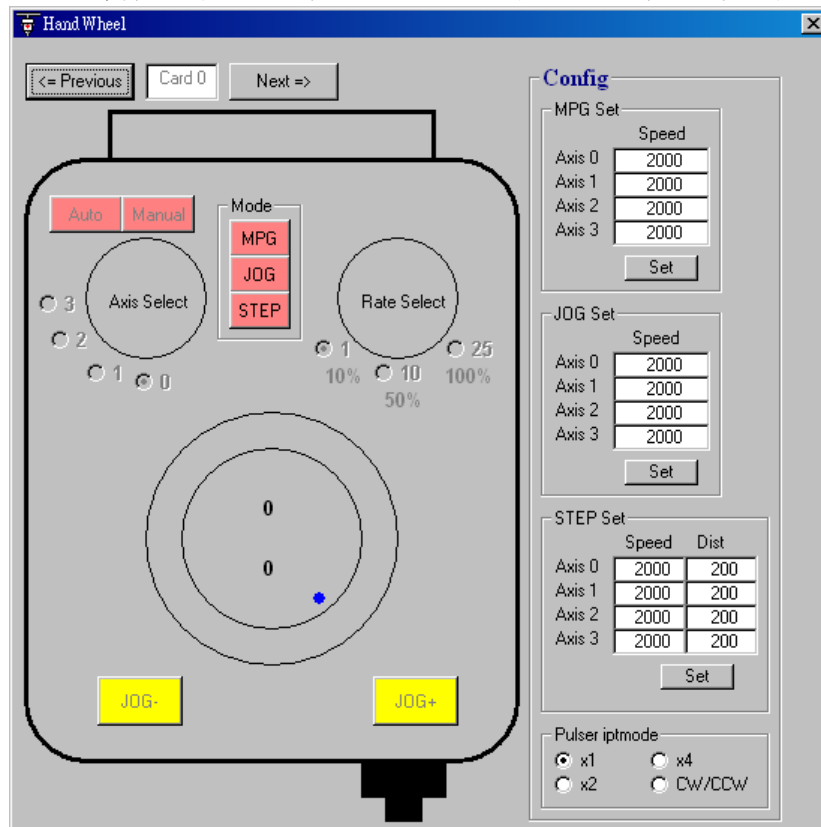 Hand Wheel
<= Previous
Card 0
Next =>
Auto
Manual
Mode
MPG
JOG
STEP
Axis Select
3
2
1
0
Rate Select
1
10
25
10%
50%
100%
0
0
JOG-
JOG+
Config
MPG Set
Speed
Axis 0 2000
Axis 1 2000
Axis 2 2000
Axis 3 2000
Set
JOG Set
Speed
Axis 0 2000
Axis 1 2000
Axis 2 2000
Axis 3 2000
Set
STEP Set
Speed Dist
Axis 0 2000 200
Axis 1 2000 200
Axis 2 2000 200
Axis 3 2000 200
Set
Pulser iptmode
x1 x4
x2 CW/CCW